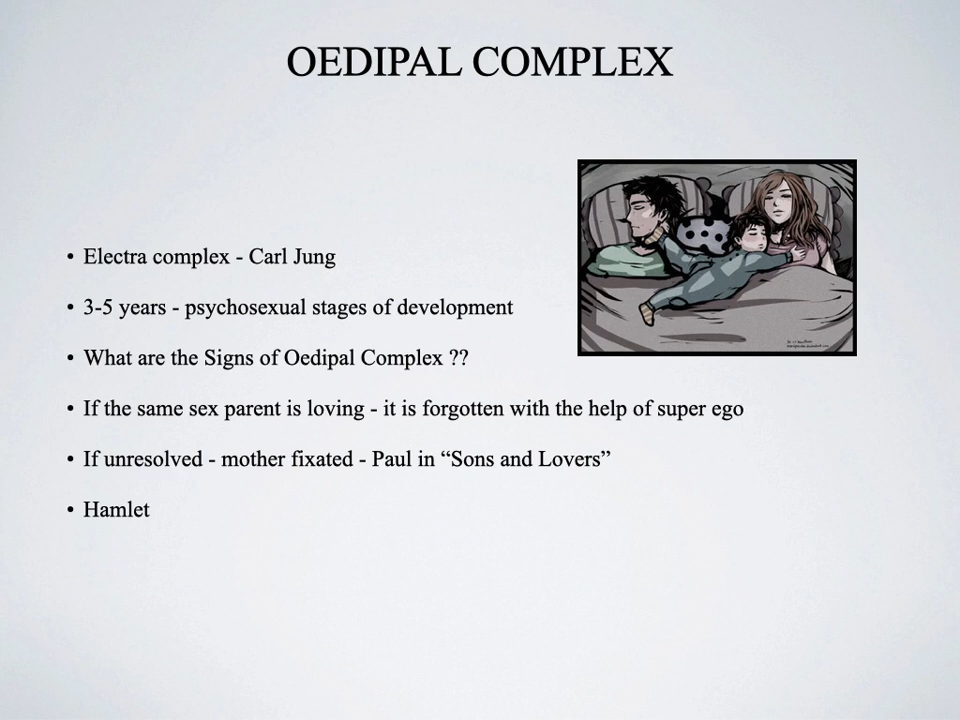 OEDIPAL COMPLEX
• Electra complex - Carl Jung
• 3-5 years - psychosexual stages of development
• What are the Signs of Oedipal Complex ??
• If the same sex parent is loving - it is forgotten with the help of super ego
• If unresolved - mother fixated - Paul in “Sons and Lovers”
• Hamlet